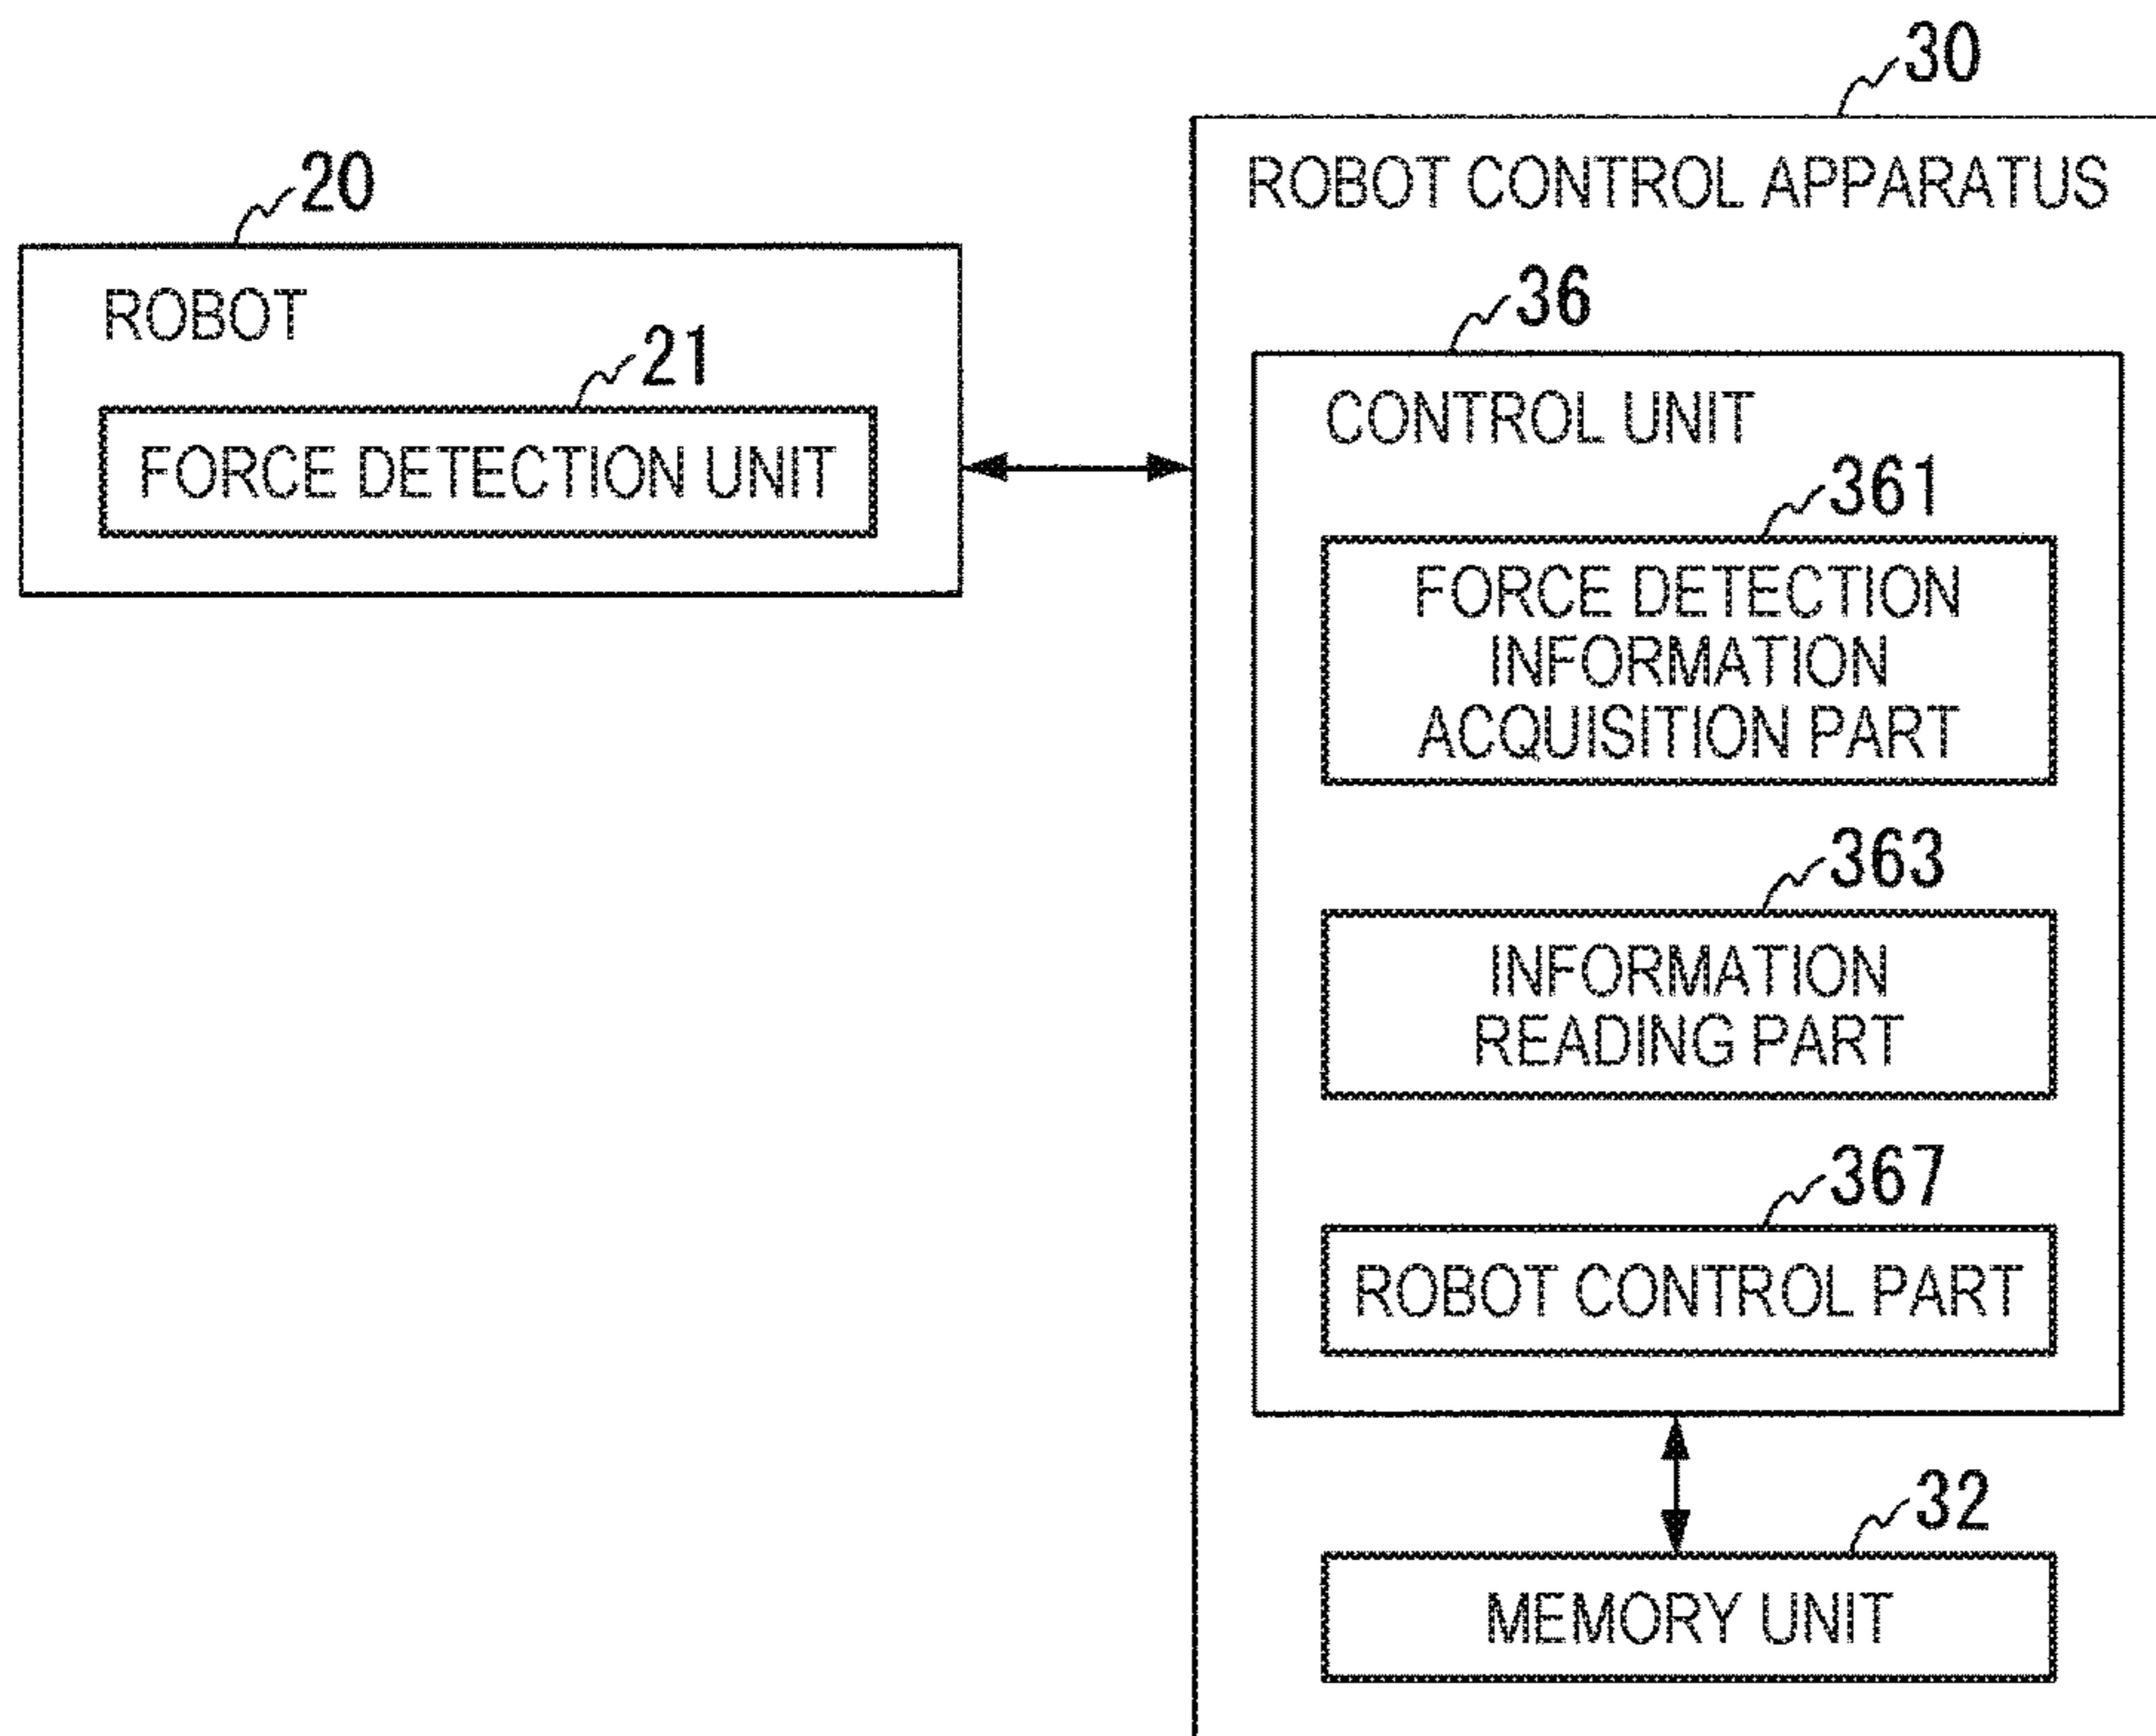 20
ROBOT
21
FORCE DETECTION UNIT
30
ROBOT CONTROL APPARATUS
36
CONTROL UNIT
361
FORCE DETECTION
INFORMATION
ACQUISITION PART
363
INFORMATION
READING PART
367
ROBOT CONTROL PART
32
MEMORY UNIT